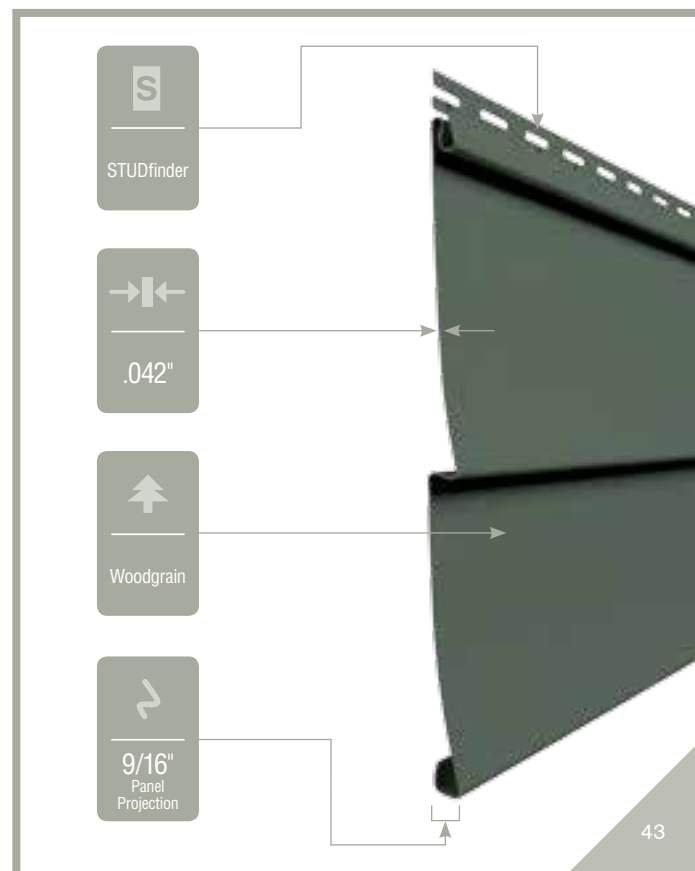 S
STUDfinder
.042"
Woodgrain
9/16"
Panel
Projection
43